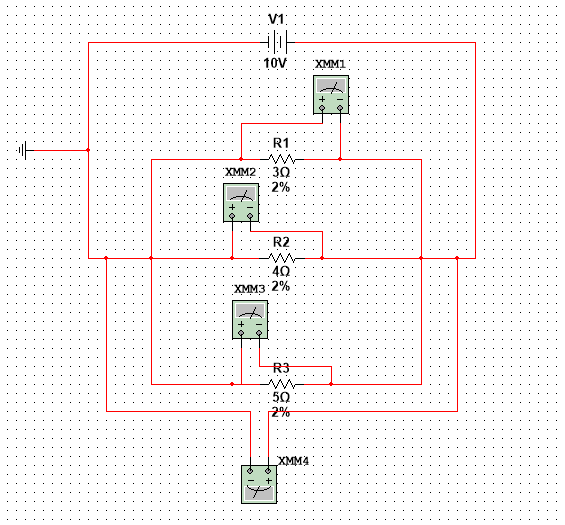 V1
10V
XMM1
+ −
R1
3Ω
2%
XMM2
+ −
R2
4Ω
2%
XMM3
+ −
R3
5Ω
2%
XMM4
− +